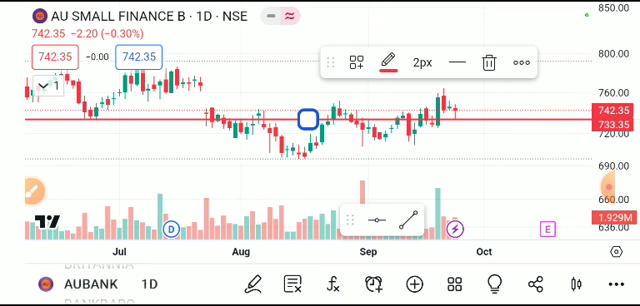 AU SMALL FINANCE B · 1D · NSE
742.35 −2.20 (−0.30%)
742.35 −0.00 742.35
2px
1
850.00
800.00
760.00
742.35
733.35
720.00
690.00
660.00
1.929M
636.00
D
E
Jul Aug Sep Oct
BRITANNIA
AUBANK 1D
BANKBARO